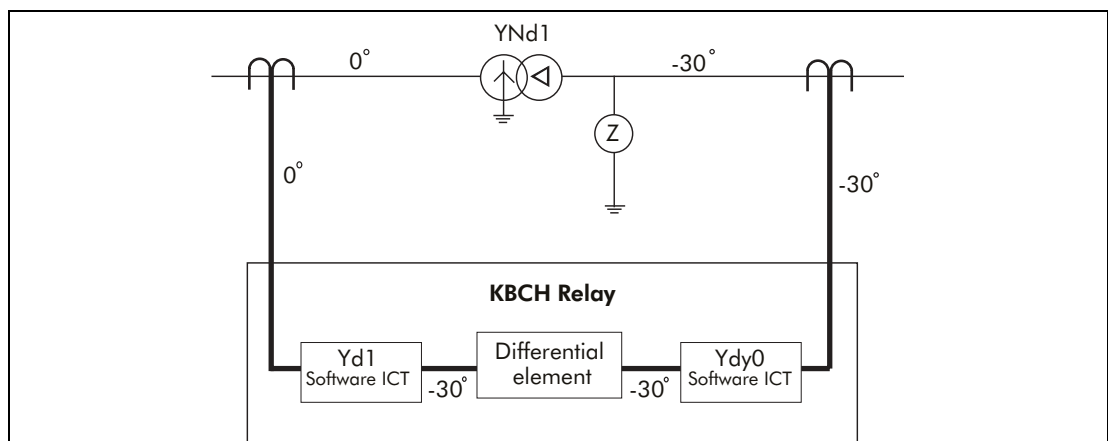 YNd1
0°
-30°
Z
0°
-30°
KBCH Relay
Yd1
Software ICT
-30°
Differential
element
-30°
Ydy0
Software ICT